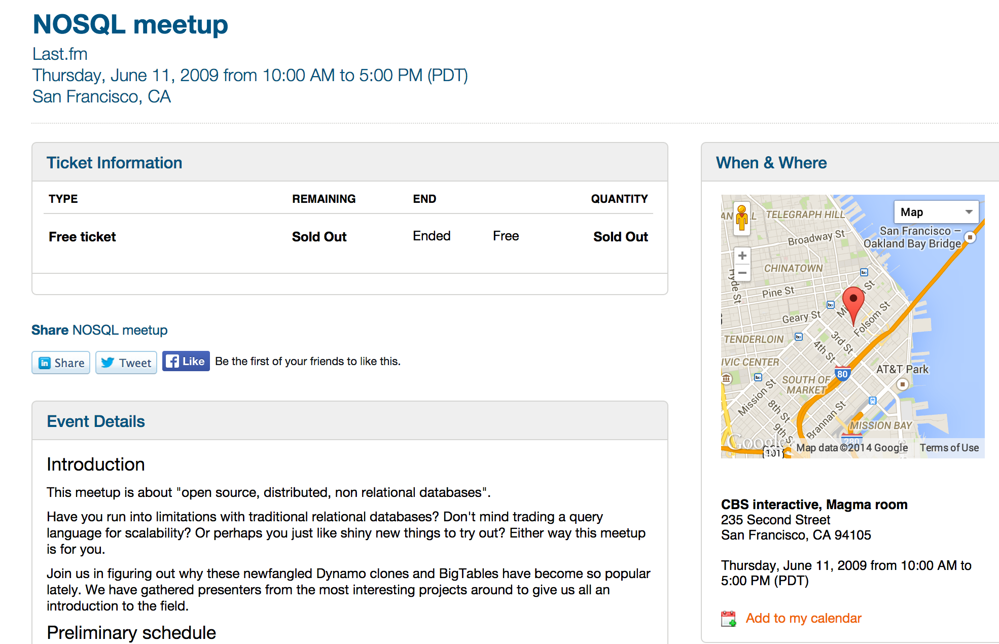 NOSQL meetup
Last.fm
Thursday, June 11, 2009 from 10:00 AM to 5:00 PM (PDT)
San Francisco, CA
Ticket Information
TYPE REMAINING END QUANTITY
Free ticket Sold Out Ended Free Sold Out
Share NOSQL meetup
Share Tweet Like Be the first of your friends to like this.
Event Details
Introduction
This meetup is about "open source, distributed, non relational databases".
Have you run into limitations with traditional relational databases? Don't mind trading a query
language for scalability? Or perhaps you just like shiny new things to try out? Either way this meetup
is for you.
Join us in figuring out why these newfangled Dynamo clones and BigTables have become so popular
lately. We have gathered presenters from the most interesting projects around to give us all an
introduction to the field.
Preliminary schedule
When & Where
Map
TELEGRAPH HILL
San Francisco –
Oakland Bay Bridge
Broadway St
CHINATOWN
Hyde St
Pine St
Geary St
Folsom St
TENDERLOIN
3rd St
4th St
IVIC CENTER
80
AT&T Park
SOUTH OF
MARKET
Mission St
8th St
9th St
Brannan St
MISSION BAY
280
101
Google
Map data ©2014 Google
Terms of Use
CBS interactive, Magma room
235 Second Street
San Francisco, CA 94105
Thursday, June 11, 2009 from 10:00 AM to
5:00 PM (PDT)
Add to my calendar